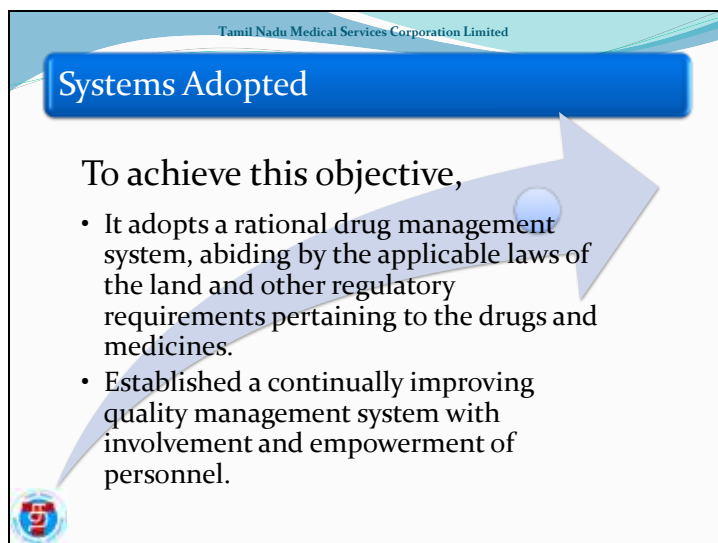 Tamil Nadu Medical Services Corporation Limited
Systems Adopted
To achieve this objective,
• It adopts a rational drug management
system, abiding by the applicable laws of
the land and other regulatory
requirements pertaining to the drugs and
medicines.
• Established a continually improving
quality management system with
involvement and empowerment of
personnel.